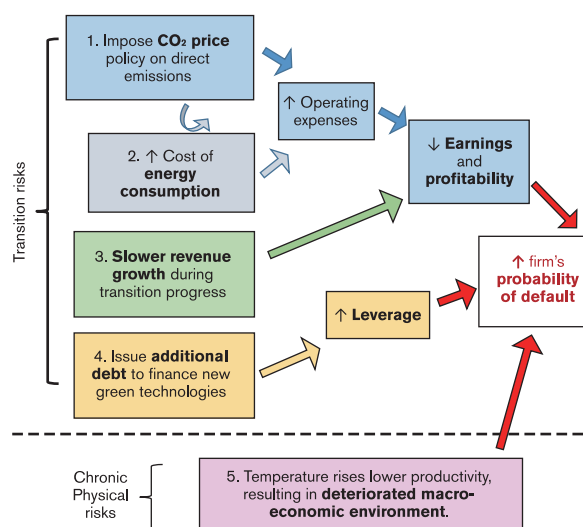 Transition risks
1. Impose CO₂ price
policy on direct
emissions
2. ↑ Cost of
energy
consumption
↑ Operating
expenses
↓ Earnings
and
profitability
3. Slower revenue
growth during
transition progress
↑ firm's
probability
of default
4. Issue additional
debt to finance new
green technologies
↑ Leverage
Chronic
Physical
risks
5. Temperature rises lower productivity,
resulting in deteriorated macro-
economic environment.